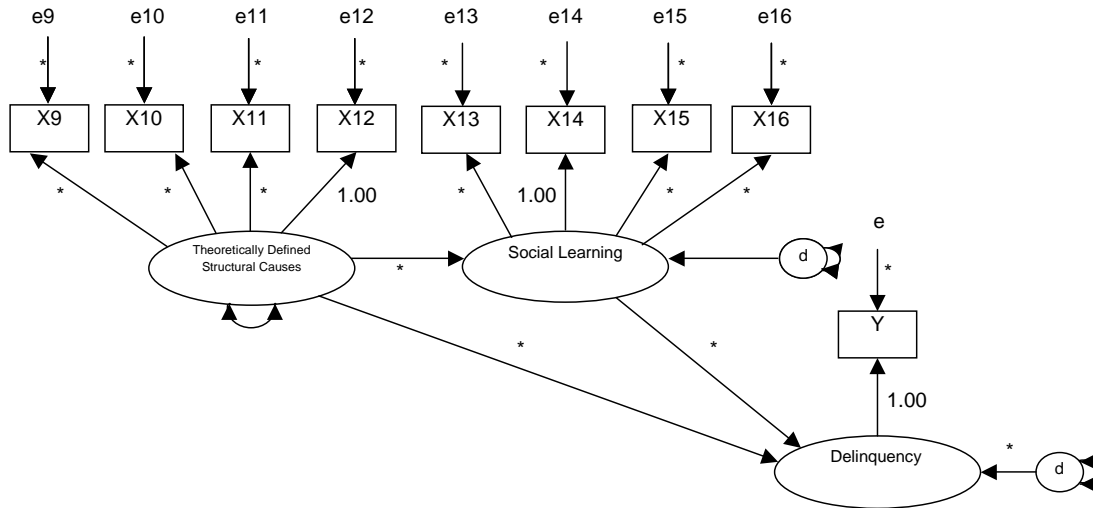 e9 e10 e11 e12 e13 e14 e15 e16
* * * * * * * *
X9 X10 X11 X12 X13 X14 X15 X16
* * * 1.00 * 1.00 * *
Theoretically Defined
Structural Causes
*
Social Learning
d
e
*
Y
* *
1.00
Delinquency
*
d